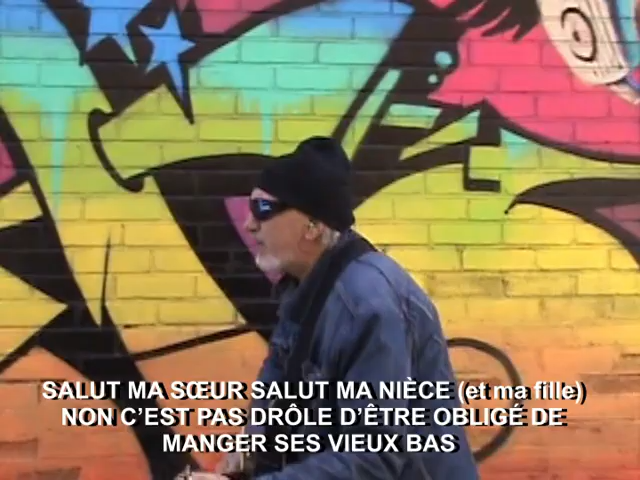 SALUT MA SŒUR SALUT MA NIÈCE (et ma fille)
NON C'EST PAS DRÔLE D'ÊTRE OBLIGÉ DE
MANGER SES VIEUX BAS